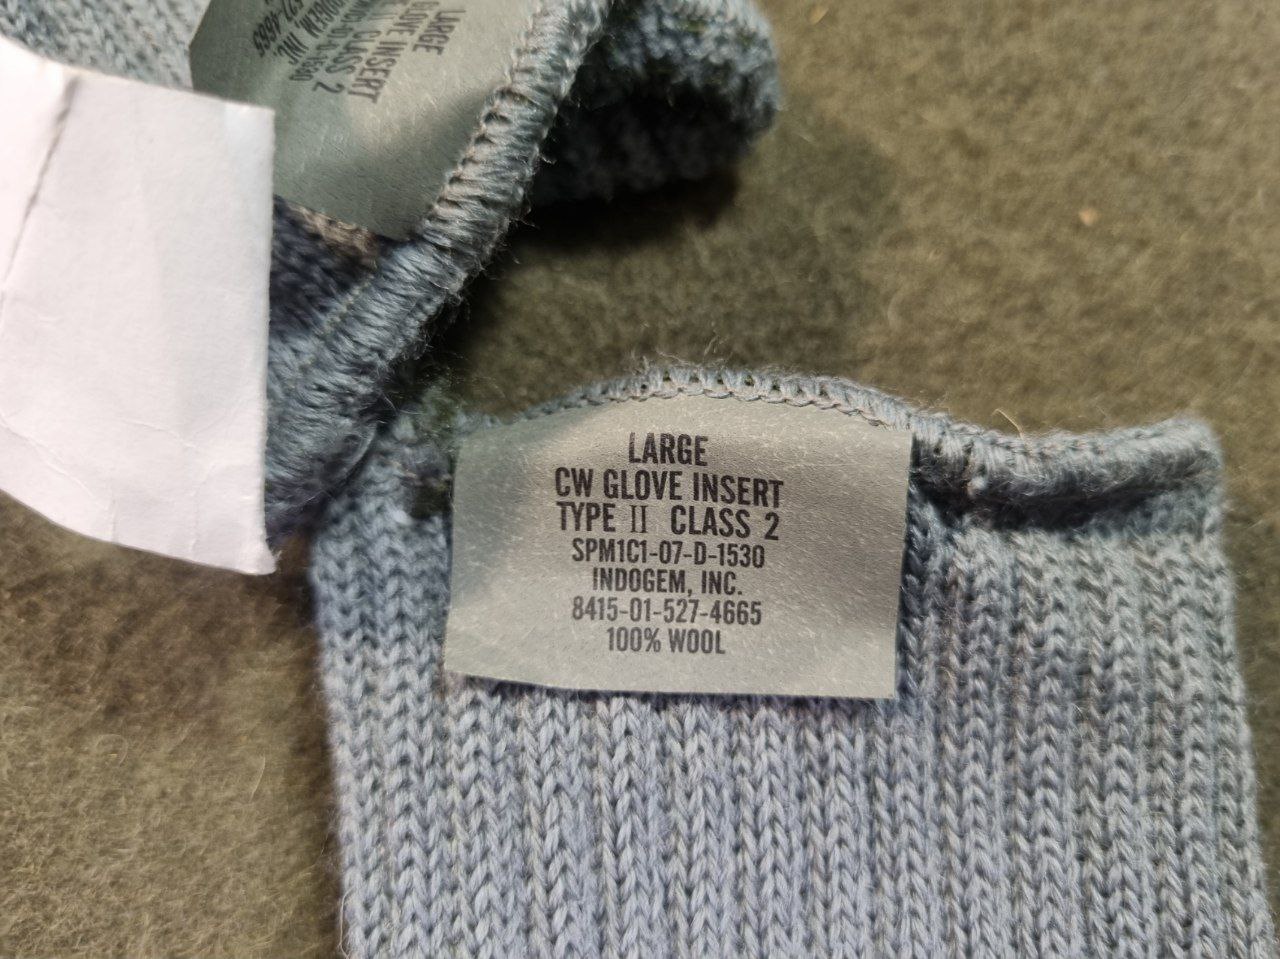 LARGE
GLOVE INSERT
II CLASS 2
LARGE
CW GLOVE INSERT
TYPE II CLASS 2
SPM1C1-07-D-1530
INDOGEM, INC.
8415-01-527-4665
100% WOOL